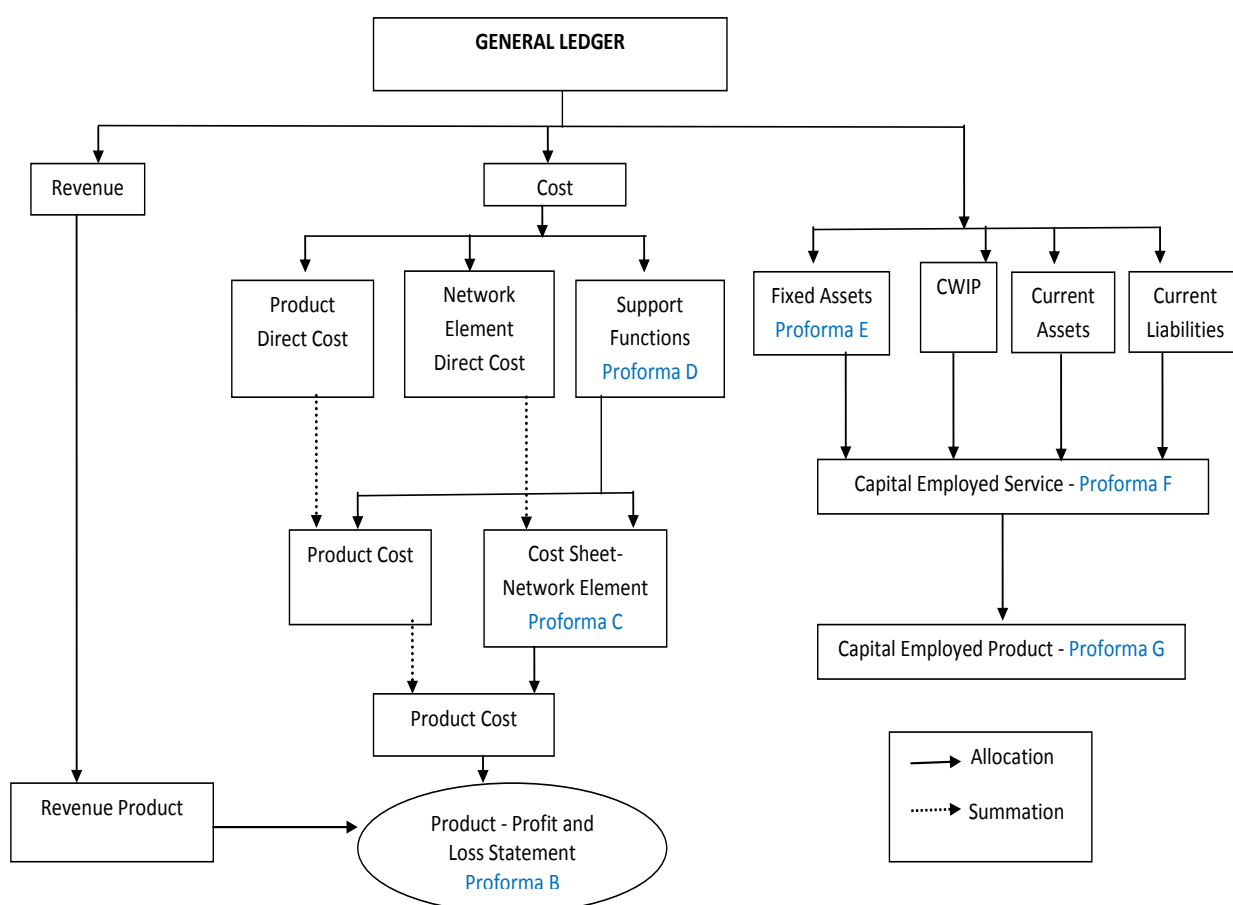 GENERAL LEDGER
Revenue
Cost
Product
Direct Cost
Network
Element
Direct Cost
Support
Functions
Proforma D
Fixed Assets
Proforma E
CWIP
Current
Assets
Current
Liabilities
Capital Employed Service - Proforma F
Product Cost
Cost Sheet-
Network Element
Proforma C
Capital Employed Product - Proforma G
Product Cost
Revenue Product
Product - Profit and
Loss Statement
Proforma B
Allocation
Summation